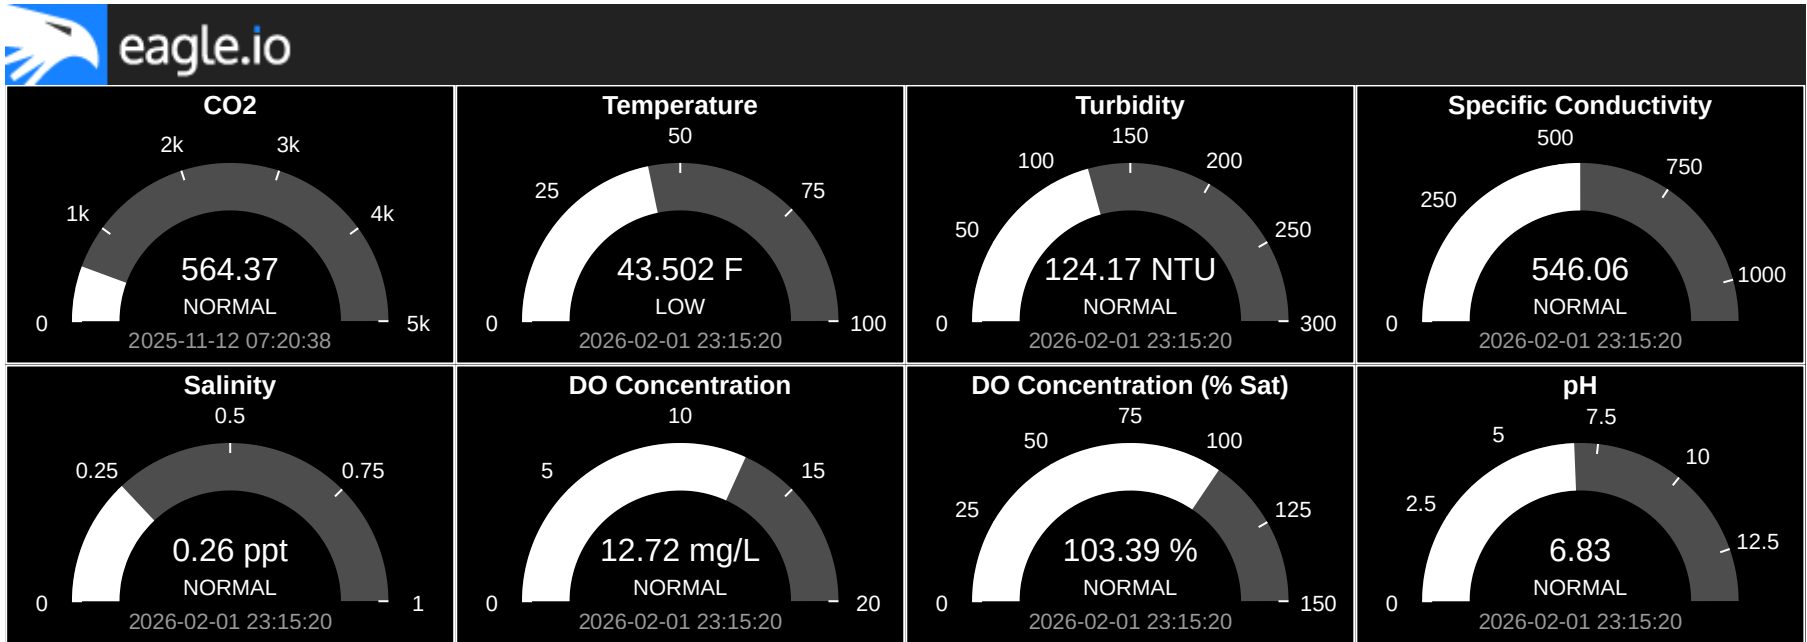 eagle.io
CO2
0
1k
2k
3k
4k
5k
564.37
NORMAL
2025-11-12 07:20:38
Temperature
0
25
50
75
100
43.502 F
LOW
2026-02-01 23:15:20
Turbidity
0
50
100
150
200
250
300
124.17 NTU
NORMAL
2026-02-01 23:15:20
Specific Conductivity
0
250
500
750
1000
546.06
NORMAL
2026-02-01 23:15:20
Salinity
0
0.25
0.5
0.75
1
0.26 ppt
NORMAL
2026-02-01 23:15:20
DO Concentration
0
5
10
15
20
12.72 mg/L
NORMAL
2026-02-01 23:15:20
DO Concentration (% Sat)
0
25
50
75
100
125
150
103.39 %
NORMAL
2026-02-01 23:15:20
pH
0
2.5
5
7.5
10
12.5
6.83
NORMAL
2026-02-01 23:15:20